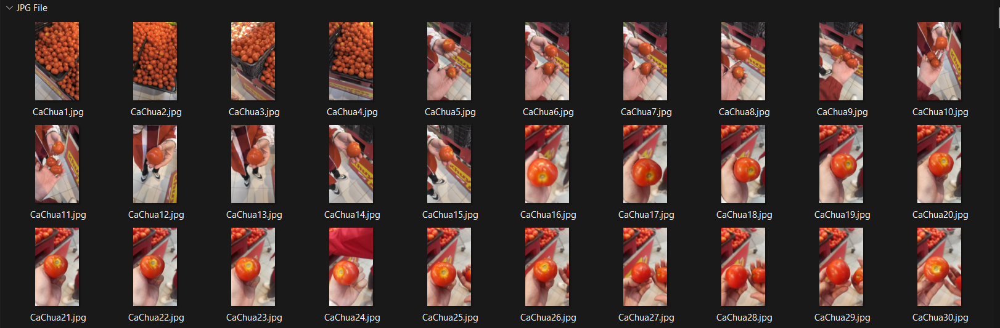 JPG File
CaChua1.jpg CaChua2.jpg CaChua3.jpg CaChua4.jpg CaChua5.jpg CaChua6.jpg CaChua7.jpg CaChua8.jpg CaChua9.jpg CaChua10.jpg
CaChua11.jpg CaChua12.jpg CaChua13.jpg CaChua14.jpg CaChua15.jpg CaChua16.jpg CaChua17.jpg CaChua18.jpg CaChua19.jpg CaChua20.jpg
CaChua21.jpg CaChua22.jpg CaChua23.jpg CaChua24.jpg CaChua25.jpg CaChua26.jpg CaChua27.jpg CaChua28.jpg CaChua29.jpg CaChua30.jpg